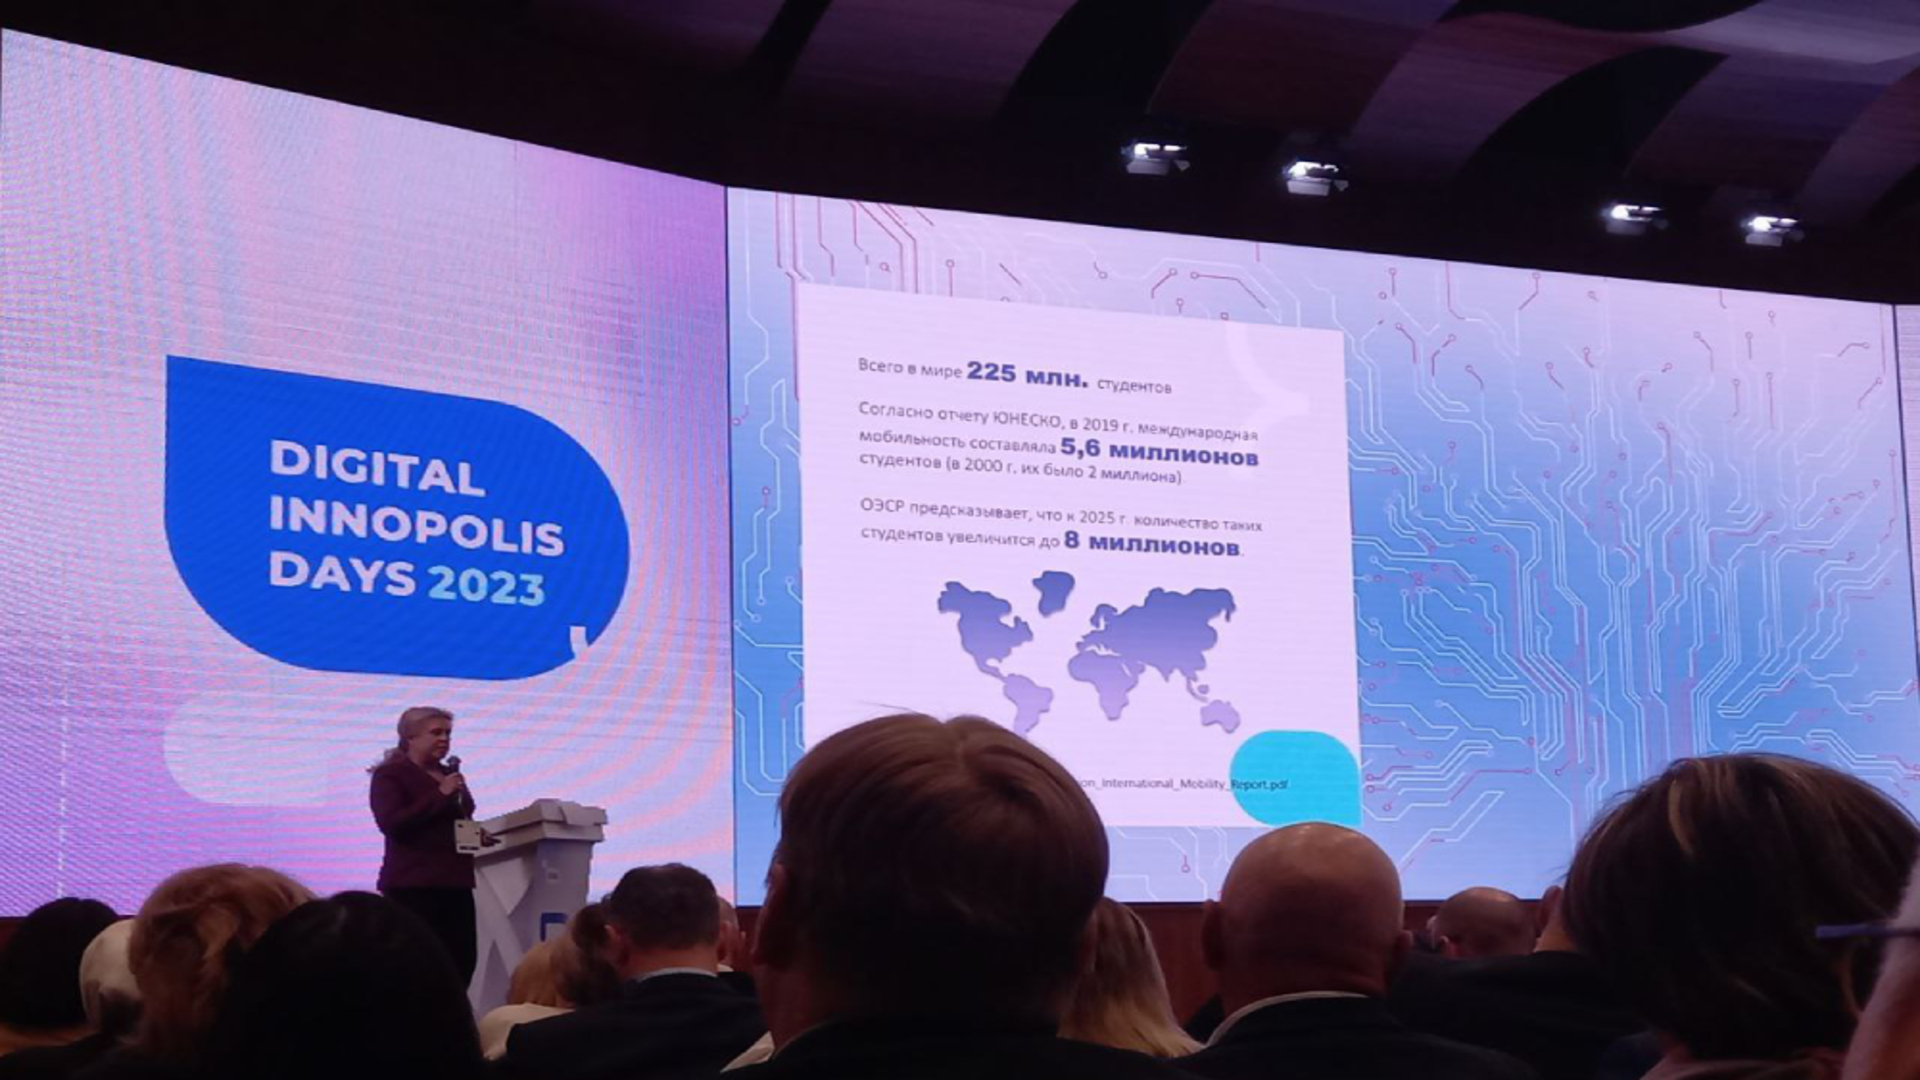 DIGITAL
INNOPOLIS
DAYS 2023
Всего в мире 225 млн. студентов
Согласно отчету ЮНЕСКО, в 2019 г. международная
мобильность составляла 5,6 миллионов
студентов (в 2000 г. их было 2 миллиона)
ОЭСР предсказывает, что к 2025 г. количество таких
студентов увеличится до 8 миллионов.
on_International_Mobility_Report.pdf